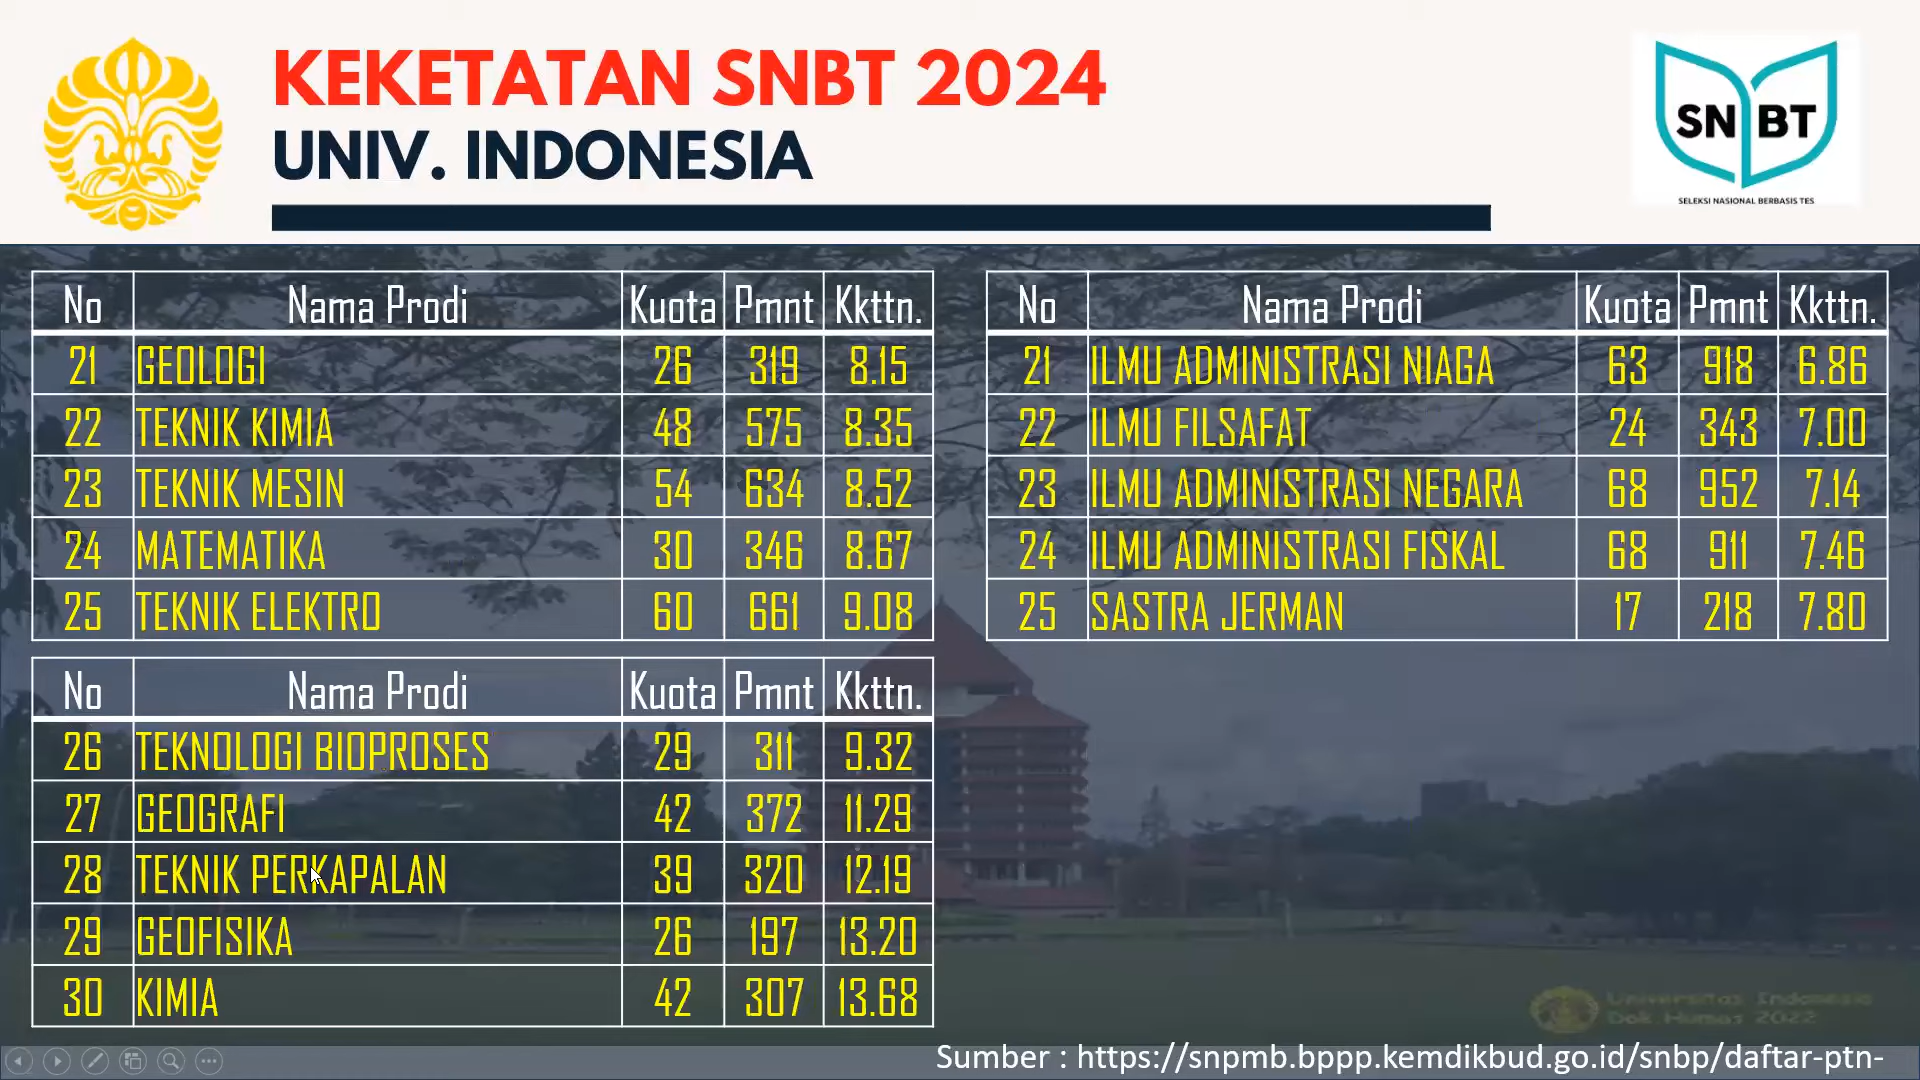 KEKETATAN SNBT 2024
UNIV. INDONESIA
SN BT
SELEKSI NASIONAL BERBASIS TES
No Nama Prodi Kuota Pmnt Kkttn.
21 GEOLOGI 26 319 8.15
22 TEKNIK KIMIA 48 575 8.35
23 TEKNIK MESIN 54 634 8.52
24 MATEMATIKA 30 346 8.67
25 TEKNIK ELEKTRO 60 661 9.08
No Nama Prodi Kuota Pmnt Kkttn.
26 TEKNOLOGI BIOPROSES 29 311 9.32
27 GEOGRAFI 42 372 11.29
28 TEKNIK PERKAPALAN 39 320 12.19
29 GEOFISIKA 26 197 13.20
30 KIMIA 42 307 13.68
No Nama Prodi Kuota Pmnt Kkttn.
21 ILMU ADMINISTRASI NIAGA 63 918 6.86
22 ILMU FILSAFAT 24 343 7.00
23 ILMU ADMINISTRASI NEGARA 68 952 7.14
24 ILMU ADMINISTRASI FISKAL 68 911 7.46
25 SASTRA JERMAN 17 218 7.80
Universitas Indonesia
Dok. Humas 2022
Sumber : https://snpmb.bppp.kemdikbud.go.id/snbp/daftar-ptn-